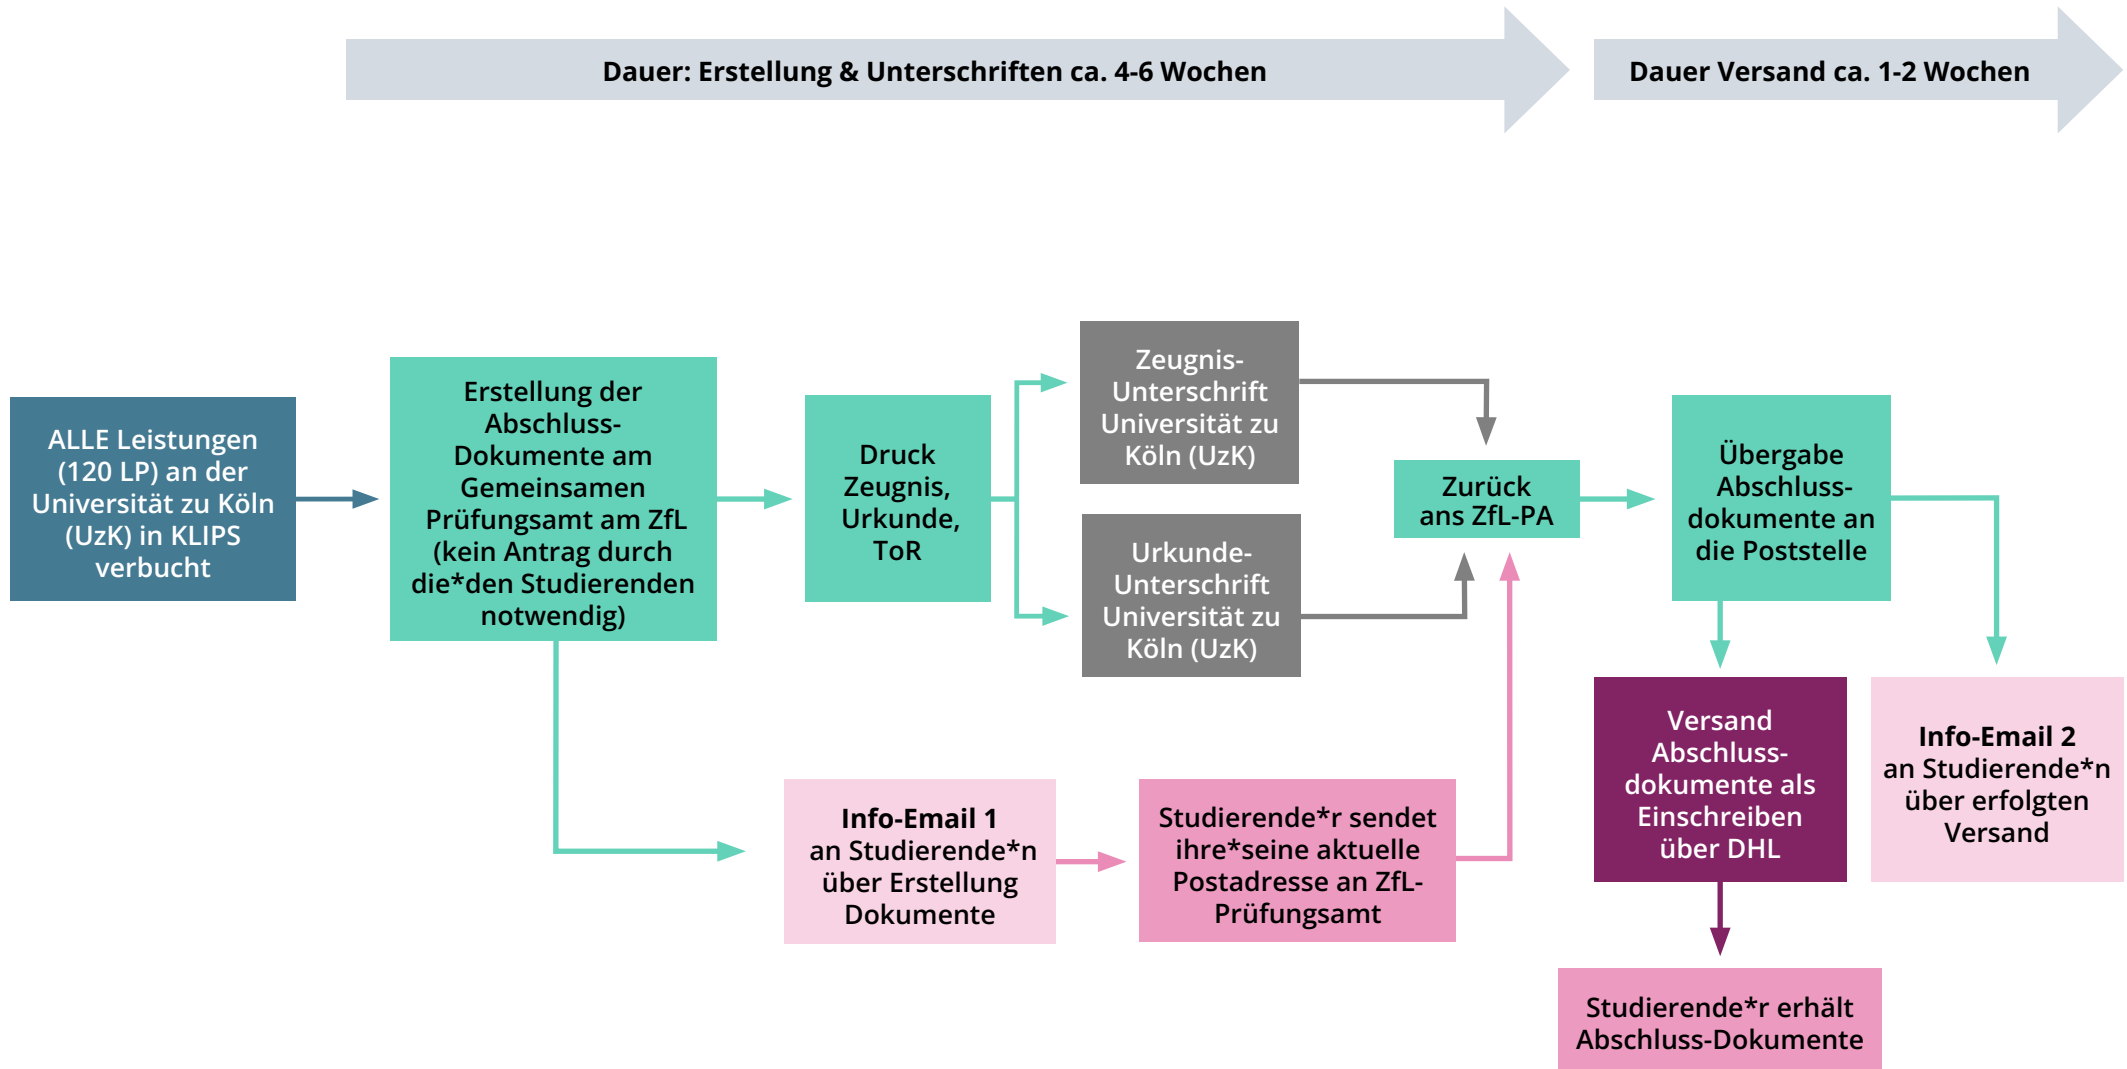 Dauer: Erstellung & Unterschriften ca. 4-6 Wochen
Dauer Versand ca. 1-2 Wochen
ALLE Leistungen
(120 LP) an der
Universität zu Köln
(UzK) in KLIPS
verbucht
Erstellung der
Abschluss-
Dokumente am
Gemeinsamen
Prüfungsamt am ZfL
(kein Antrag durch
die*den Studierenden
notwendig)
Druck
Zeugnis,
Urkunde,
ToR
Zeugnis-
Unterschrift
Universität zu
Köln (UzK)
Urkunde-
Unterschrift
Universität zu
Köln (UzK)
Zurück
ans ZfL-PA
Übergabe
Abschluss-
dokumente an
die Poststelle
Info-Email 1
an Studierende*n
über Erstellung
Dokumente
Studierende*r sendet
ihre*seine aktuelle
Postadresse an ZfL-
Prüfungsamt
Versand
Abschluss-
dokumente als
Einschreiben
über DHL
Info-Email 2
an Studierende*n
über erfolgten
Versand
Studierende*r erhält
Abschluss-Dokumente